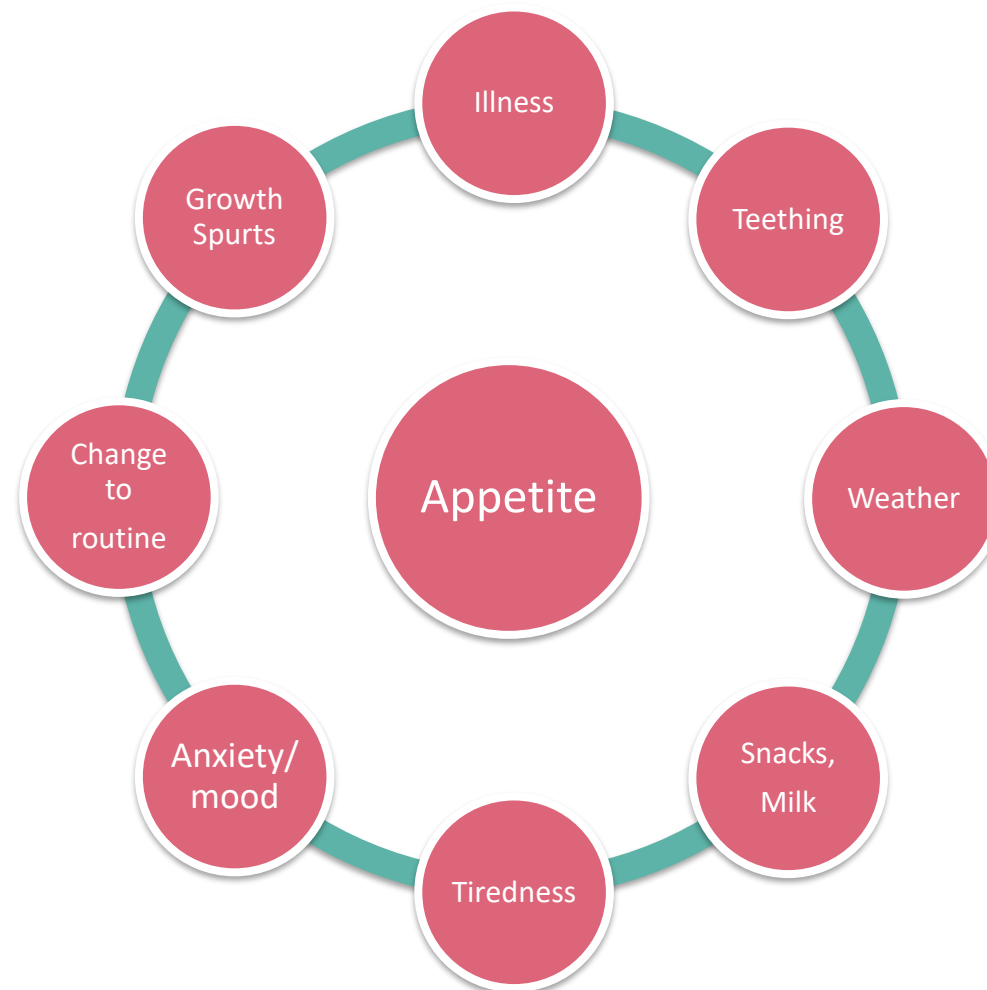 Illness
Teething
Weather
Snacks,
Milk
Tiredness
Anxiety/
mood
Change
to
routine
Growth
Spurts
Appetite